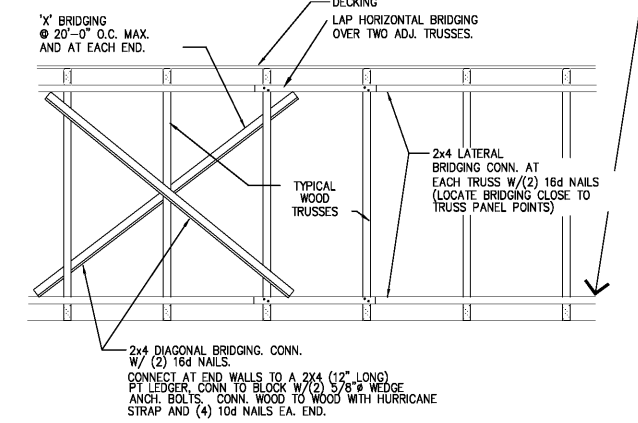 DECKING
'X' BRIDGING
@ 20'-0" O.C. MAX.
AND AT EACH END.
LAP HORIZONTAL BRIDGING
OVER TWO ADJ. TRUSSES.
TYPICAL
WOOD
TRUSSES
2x4 LATERAL
BRIDGING CONN. AT
EACH TRUSS W/(2) 16d NAILS
(LOCATE BRIDGING CLOSE TO
TRUSS PANEL POINTS)
2x4 DIAGONAL BRIDGING. CONN.
W/ (2) 16d NAILS.
CONNECT AT END WALLS TO A 2X4 (12" LONG)
PT LEDGER, CONN TO BLOCK W/(2) 5/8"ø WEDGE
ANCH. BOLTS. CONN. WOOD TO WOOD WITH HURRICANE
STRAP AND (4) 10d NAILS EA. END.